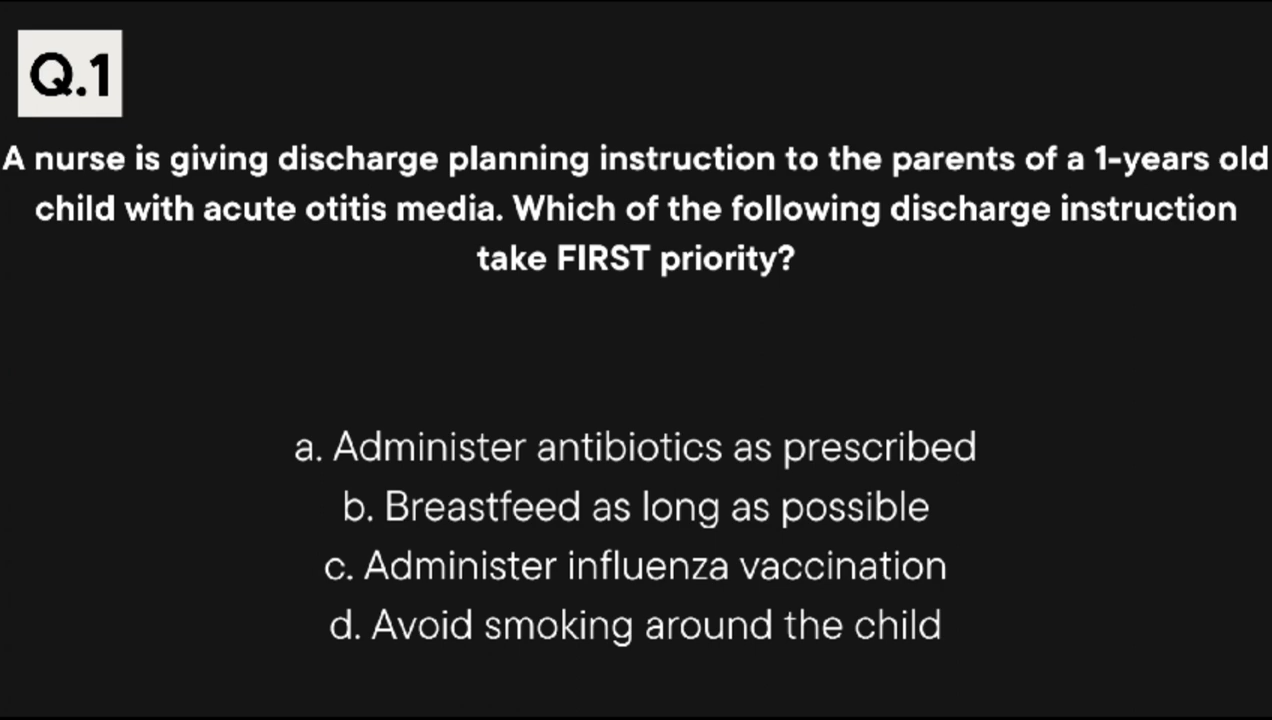 Q.1
A nurse is giving discharge planning instruction to the parents of a 1-years old
child with acute otitis media. Which of the following discharge instruction
take FIRST priority?
a. Administer antibiotics as prescribed
b. Breastfeed as long as possible
c. Administer influenza vaccination
d. Avoid smoking around the child